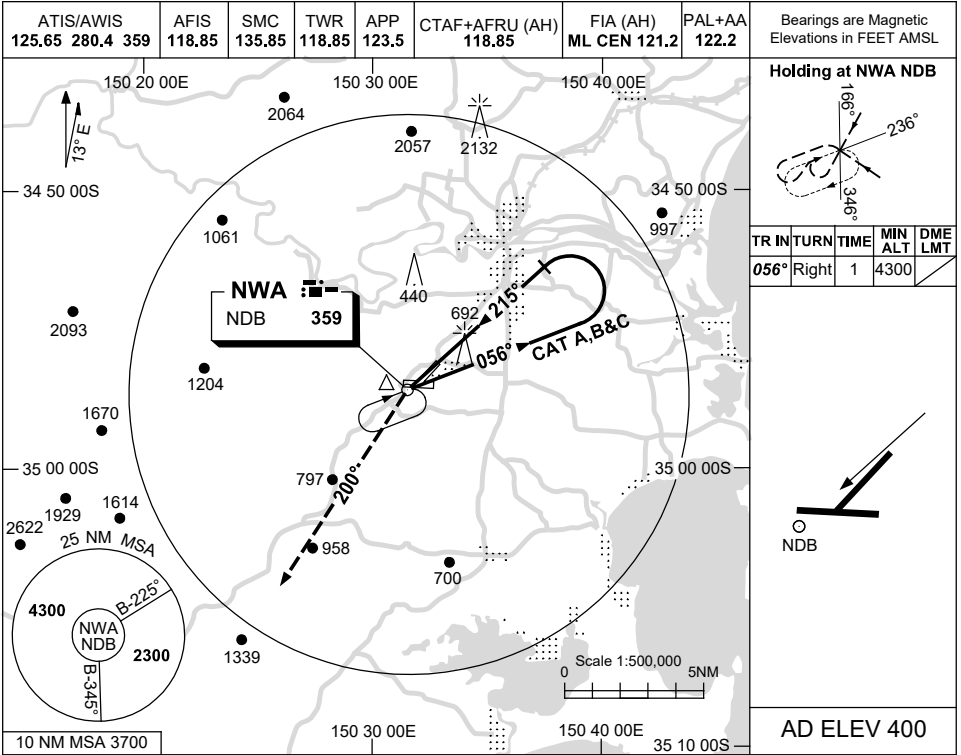 ATIS/AWIS
125.65 280.4 359
AFIS
118.85
SMC
135.85
TWR
118.85
APP
123.5
CTAF+AFRU (AH)
118.85
FIA (AH)
ML CEN 121.2
PAL+AA
122.2
Bearings are Magnetic
Elevations in FEET AMSL
150 20 00E
150 30 00E
150 40 00E
13° E
2064
2057
2132
34 50 00S
34 50 00S
1061
997
440
NWA
NDB 359
692
215°
056°
CAT A,B&C
2093
1204
1670
35 00 00S
35 00 00S
797
200°
1929
1614
2622
958
700
25 NM MSA
4300
B-225°
NWA
NDB
2300
B-345°
1339
Scale 1:500,000
0
5NM
10 NM MSA 3700
150 30 00E
150 40 00E
35 10 00S
Holding at NWA NDB
166°
236°
346°
TR IN TURN TIME MIN ALT DME LMT
056° Right 1 4300
NDB
AD ELEV 400